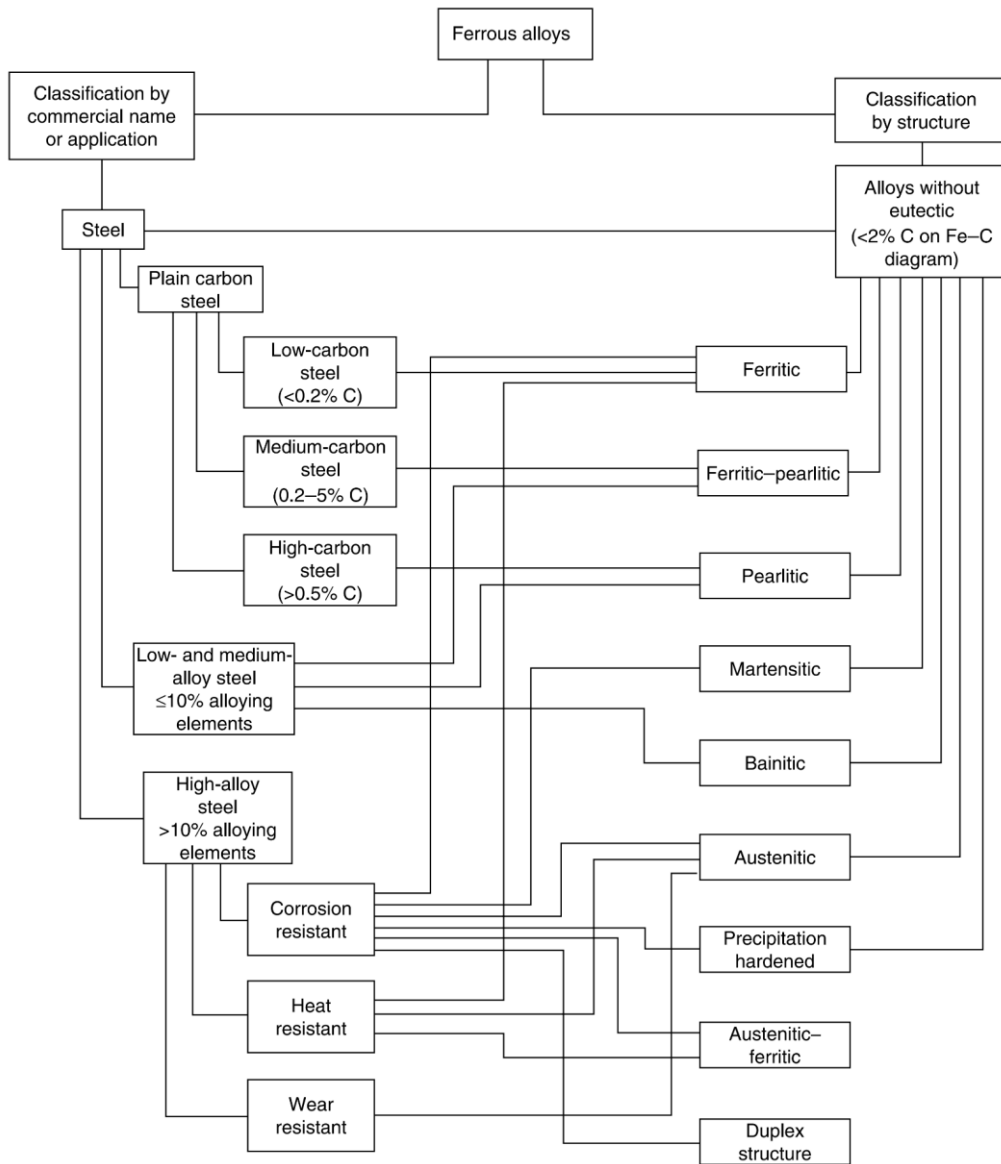 Ferrous alloys
Classification by
commercial name
or application
Classification
by structure
Alloys without
eutectic
(<2% C on Fe–C
diagram)
Steel
Plain carbon
steel
Low-carbon
steel
(<0.2% C)
Ferritic
Medium-carbon
steel
(0.2–5% C)
Ferritic–pearlitic
High-carbon
steel
(>0.5% C)
Pearlitic
Low- and medium-
alloy steel
≤10% alloying
elements
Martensitic
Bainitic
High-alloy
steel
>10% alloying
elements
Austenitic
Corrosion
resistant
Precipitation
hardened
Heat
resistant
Austenitic–
ferritic
Wear
resistant
Duplex
structure